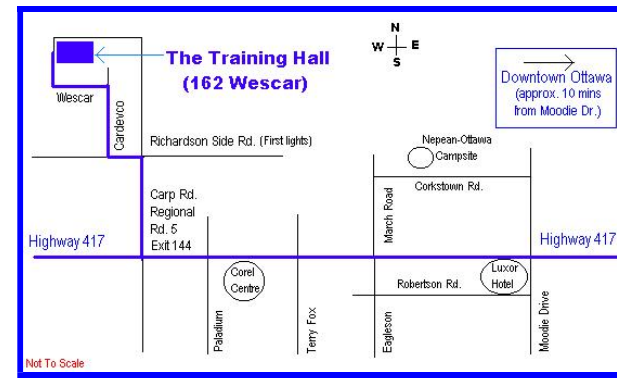 N
W E
S
The Training Hall
(162 Wescar)
Downtown Ottawa
(approx. 10 mins
from Moodie Dr.)
Wescar
Cardevco
Richardson Side Rd. (First lights)
Nepean-Ottawa
Campsite
Corkstown Rd.
March Road
Carp Rd.
Regional
Rd. 5
Exit 144
Highway 417
Highway 417
Corel
Centre
Luxor
Hotel
Robertson Rd.
Paladium
Terry Fox
Eagleson
Moodie Drive
Not To Scale